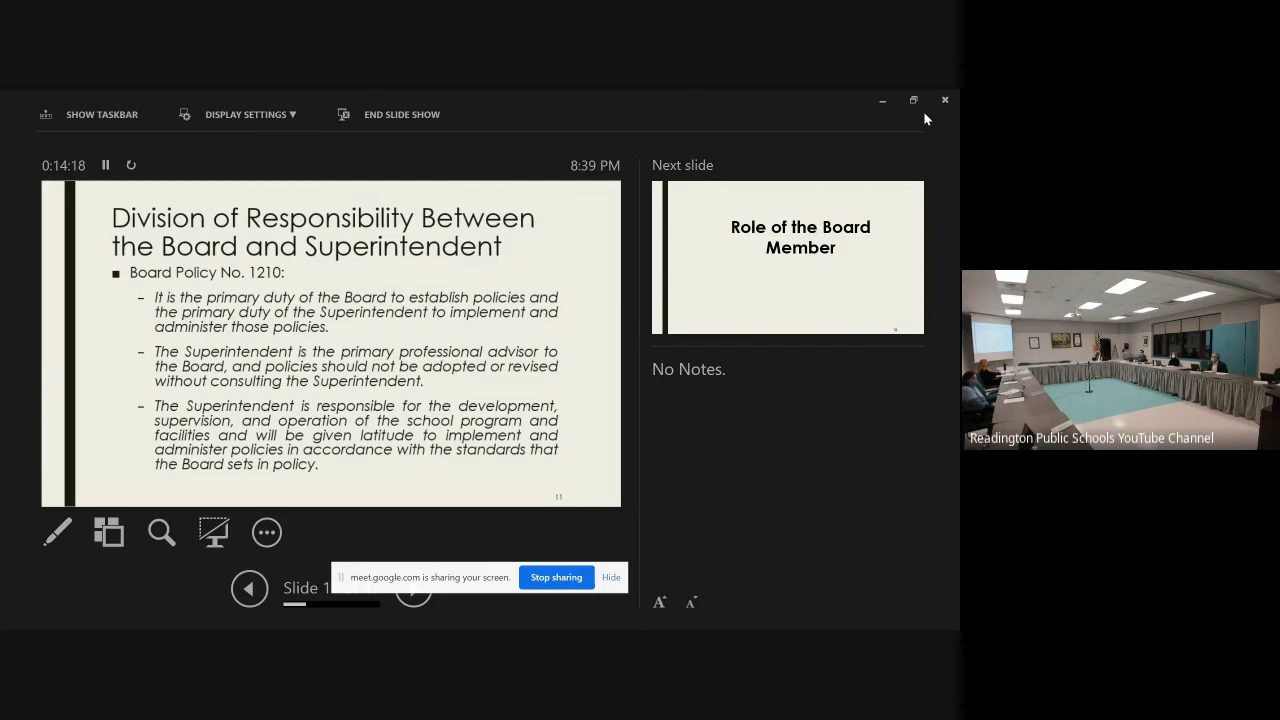 SHOW TASKBAR
DISPLAY SETTINGS ▼
END SLIDE SHOW
0:14:18
8:39 PM
Division of Responsibility Between
the Board and Superintendent
■ Board Policy No. 1210:
– It is the primary duty of the Board to establish policies and
the primary duty of the Superintendent to implement and
administer those policies.
– The Superintendent is the primary professional advisor to
the Board, and policies should not be adopted or revised
without consulting the Superintendent.
– The Superintendent is responsible for the development,
supervision, and operation of the school program and
facilities and will be given latitude to implement and
administer policies in accordance with the standards that
the Board sets in policy.
11
Next slide
Role of the Board
Member
No Notes.
Slide 1
meet.google.com is sharing your screen.
Stop sharing
Hide
A A
Readington Public Schools YouTube Channel